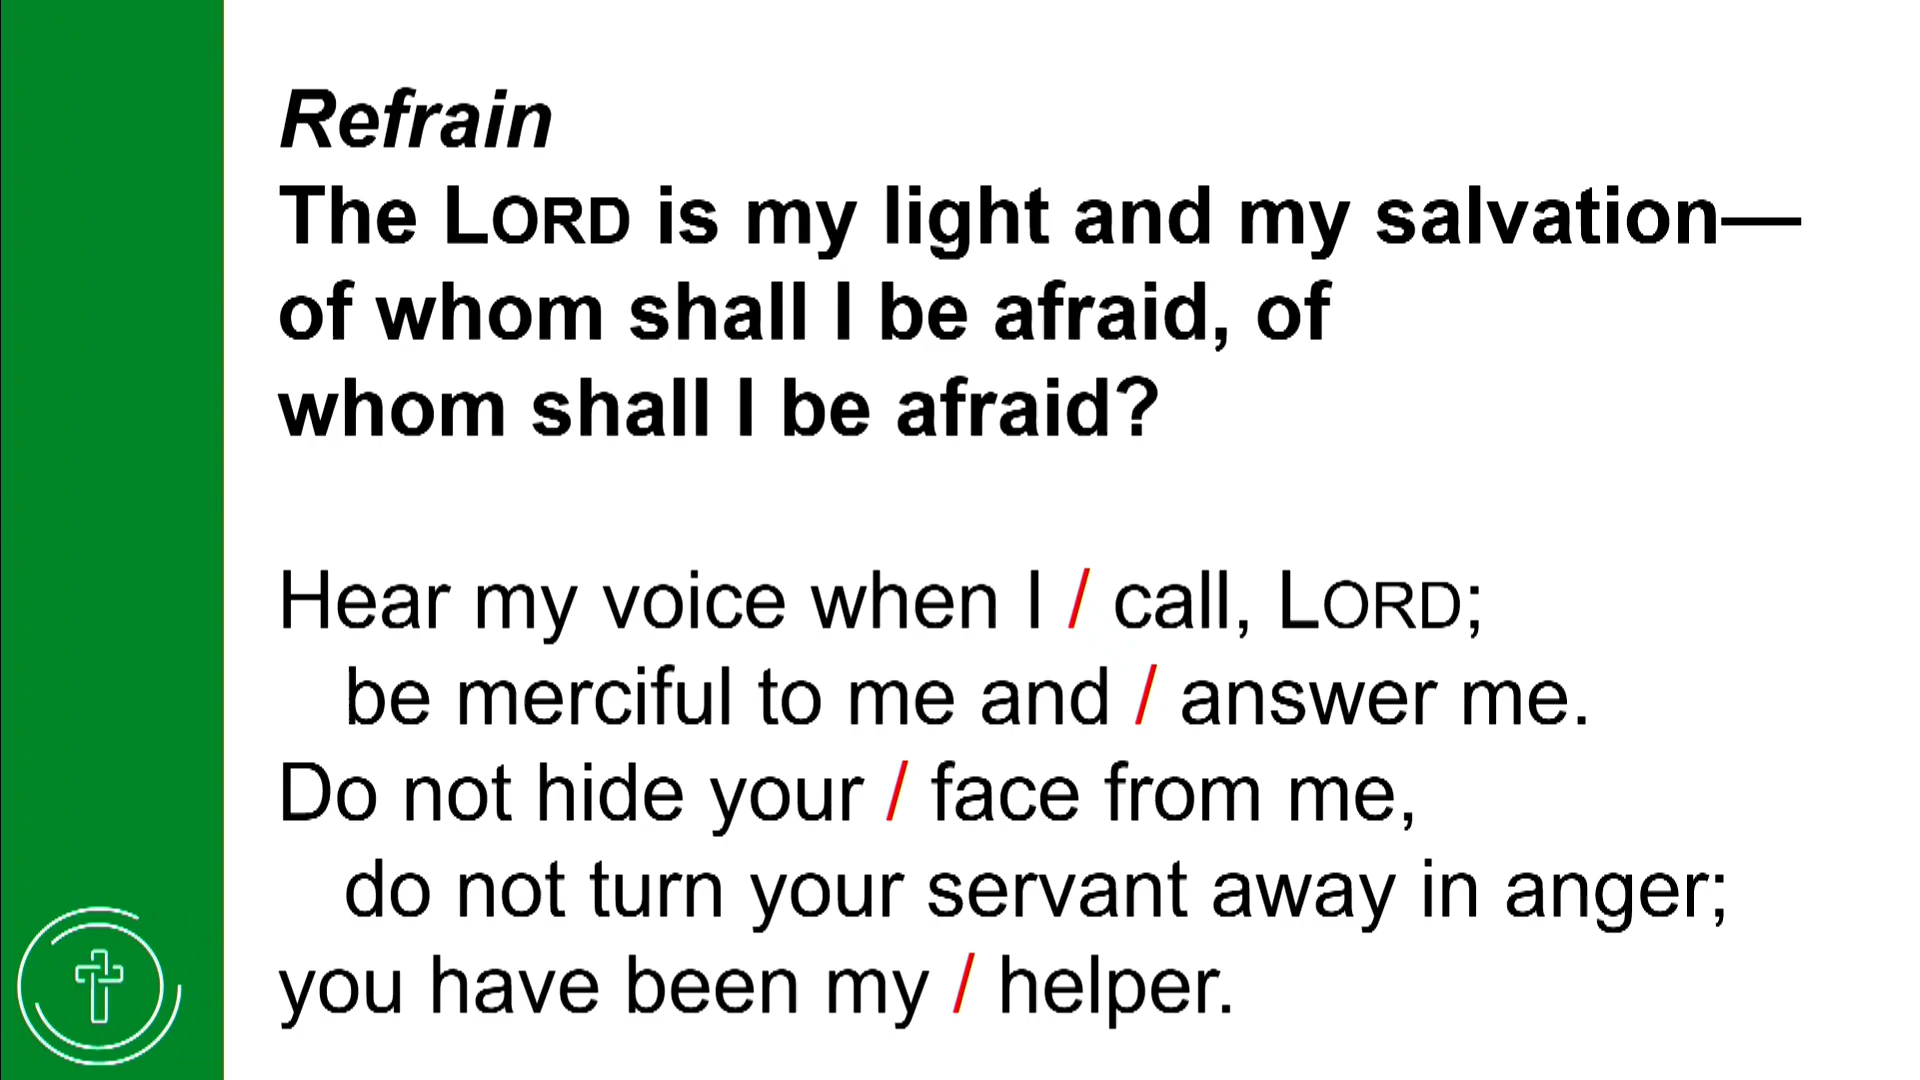 Refrain
The LORD is my light and my salvation—
of whom shall I be afraid, of
whom shall I be afraid?
Hear my voice when I / call, LORD;
be merciful to me and / answer me.
Do not hide your / face from me,
do not turn your servant away in anger;
you have been my / helper.